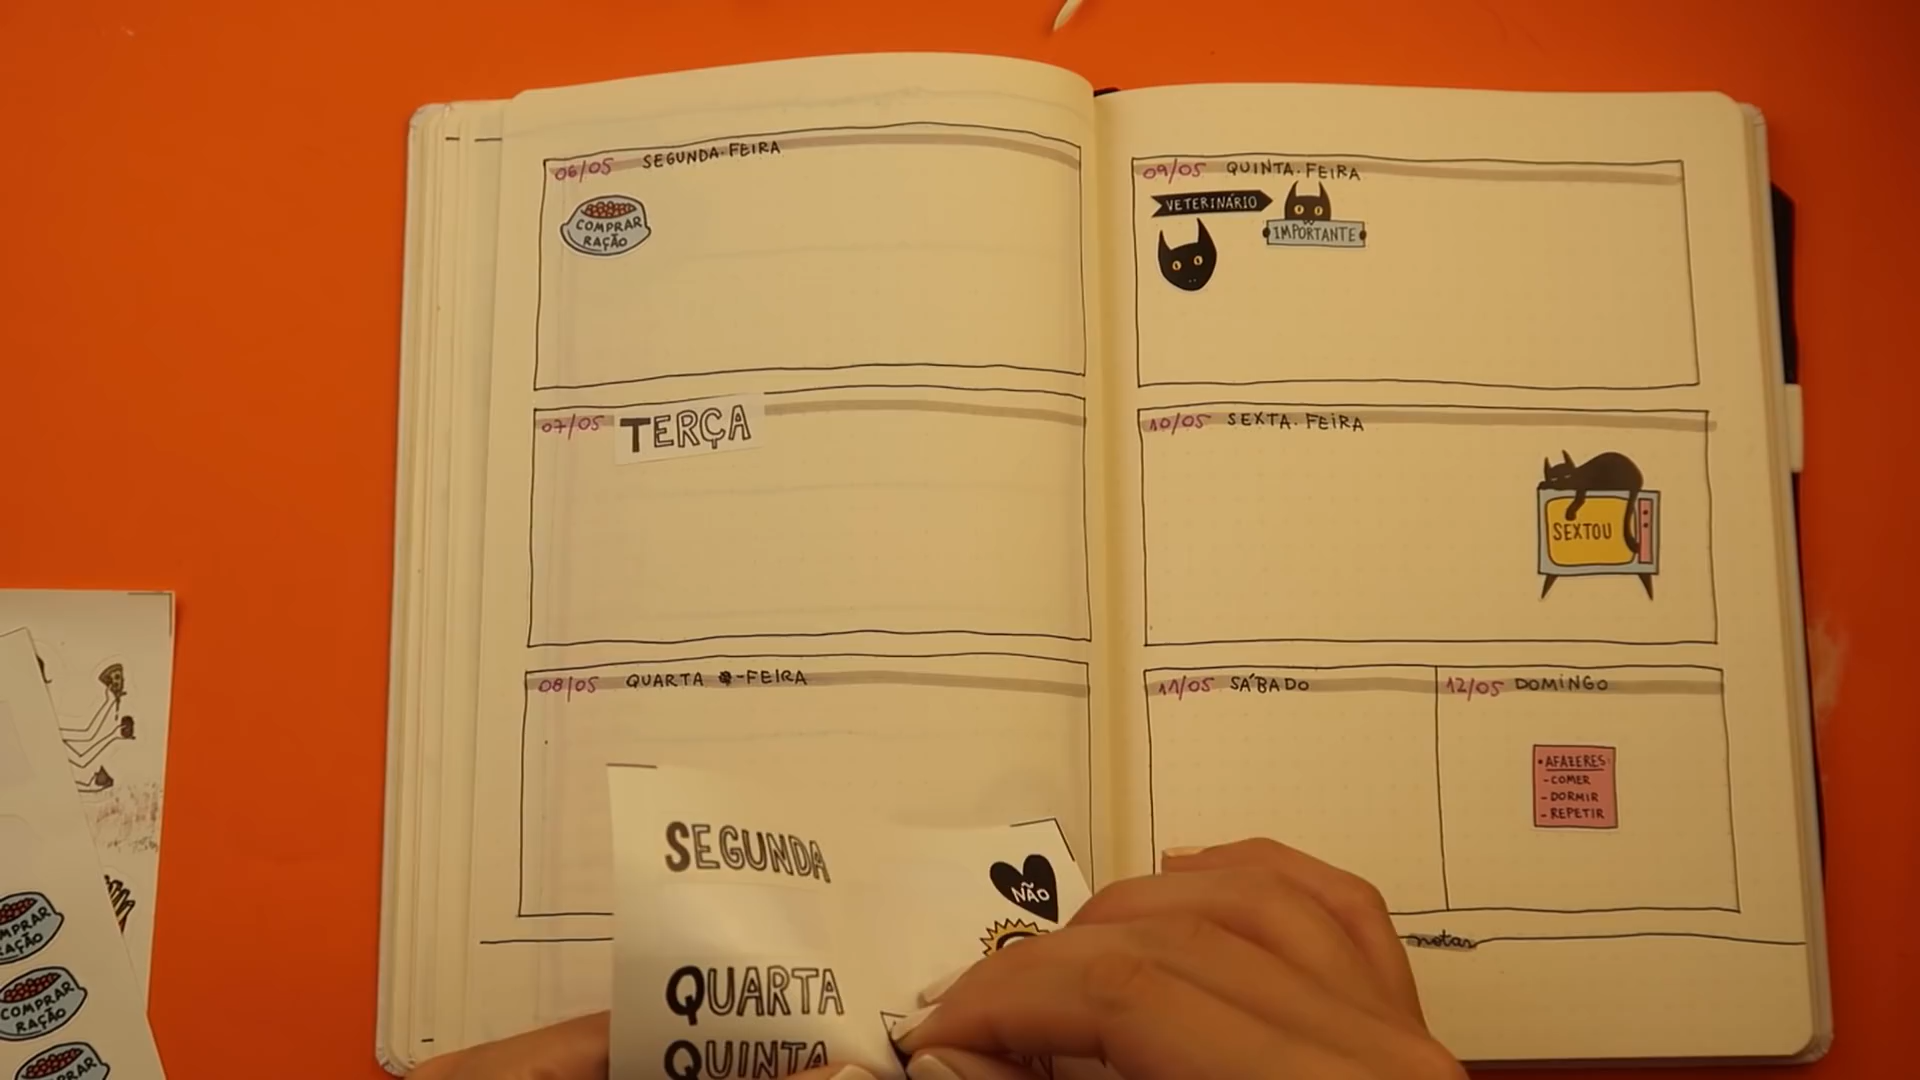 06/05 SEGUNDA-FEIRA
COMPRAR
RAÇÃO
07/05 TERÇA
08/05 QUARTA -FEIRA
09/05 QUINTA-FEIRA
VETERINÁRIO
IMPORTANTE
10/05 SEXTA-FEIRA
SEXTOU
11/05 SÁBADO
12/05 DOMINGO
•AFAZERES:
-COMER
-DORMIR
-REPETIR
notas
SEGUNDA
NÃO
QUARTA
QUINTA
COMPRAR
RAÇÃO
COMPRAR
RAÇÃO
COMPRAR